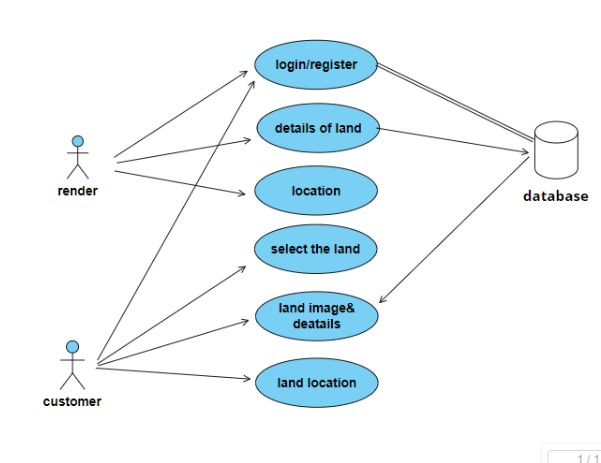 login/register
details of land
render
location
database
select the land
land image&
deatails
land location
customer
1 / 1